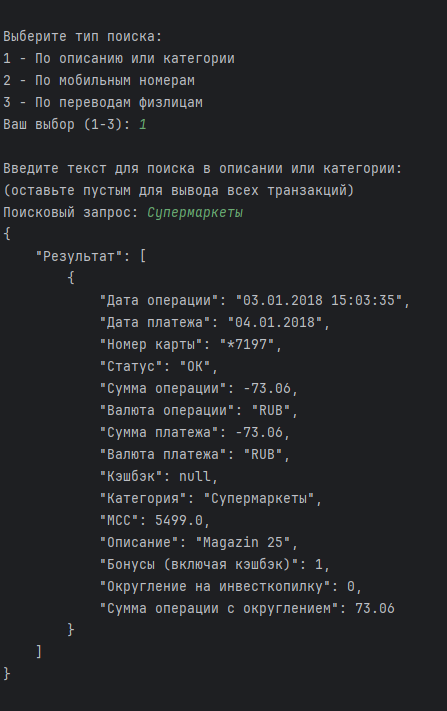 Выберите тип поиска:
1 - По описанию или категории
2 - По мобильным номерам
3 - По переводам физлицам
Ваш выбор (1-3): 1
Введите текст для поиска в описании или категории:
(оставьте пустым для вывода всех транзакций)
Поисковый запрос: Супермаркеты
{
    "Результат": [
        {
            "Дата операции": "03.01.2018 15:03:35",
            "Дата платежа": "04.01.2018",
            "Номер карты": "*7197",
            "Статус": "OK",
            "Сумма операции": -73.06,
            "Валюта операции": "RUB",
            "Сумма платежа": -73.06,
            "Валюта платежа": "RUB",
            "Кэшбэк": null,
            "Категория": "Супермаркеты",
            "MCC": 5499.0,
            "Описание": "Magazin 25",
            "Бонусы (включая кэшбэк)": 1,
            "Округление на инвесткопилку": 0,
            "Сумма операции с округлением": 73.06
        }
    ]
}